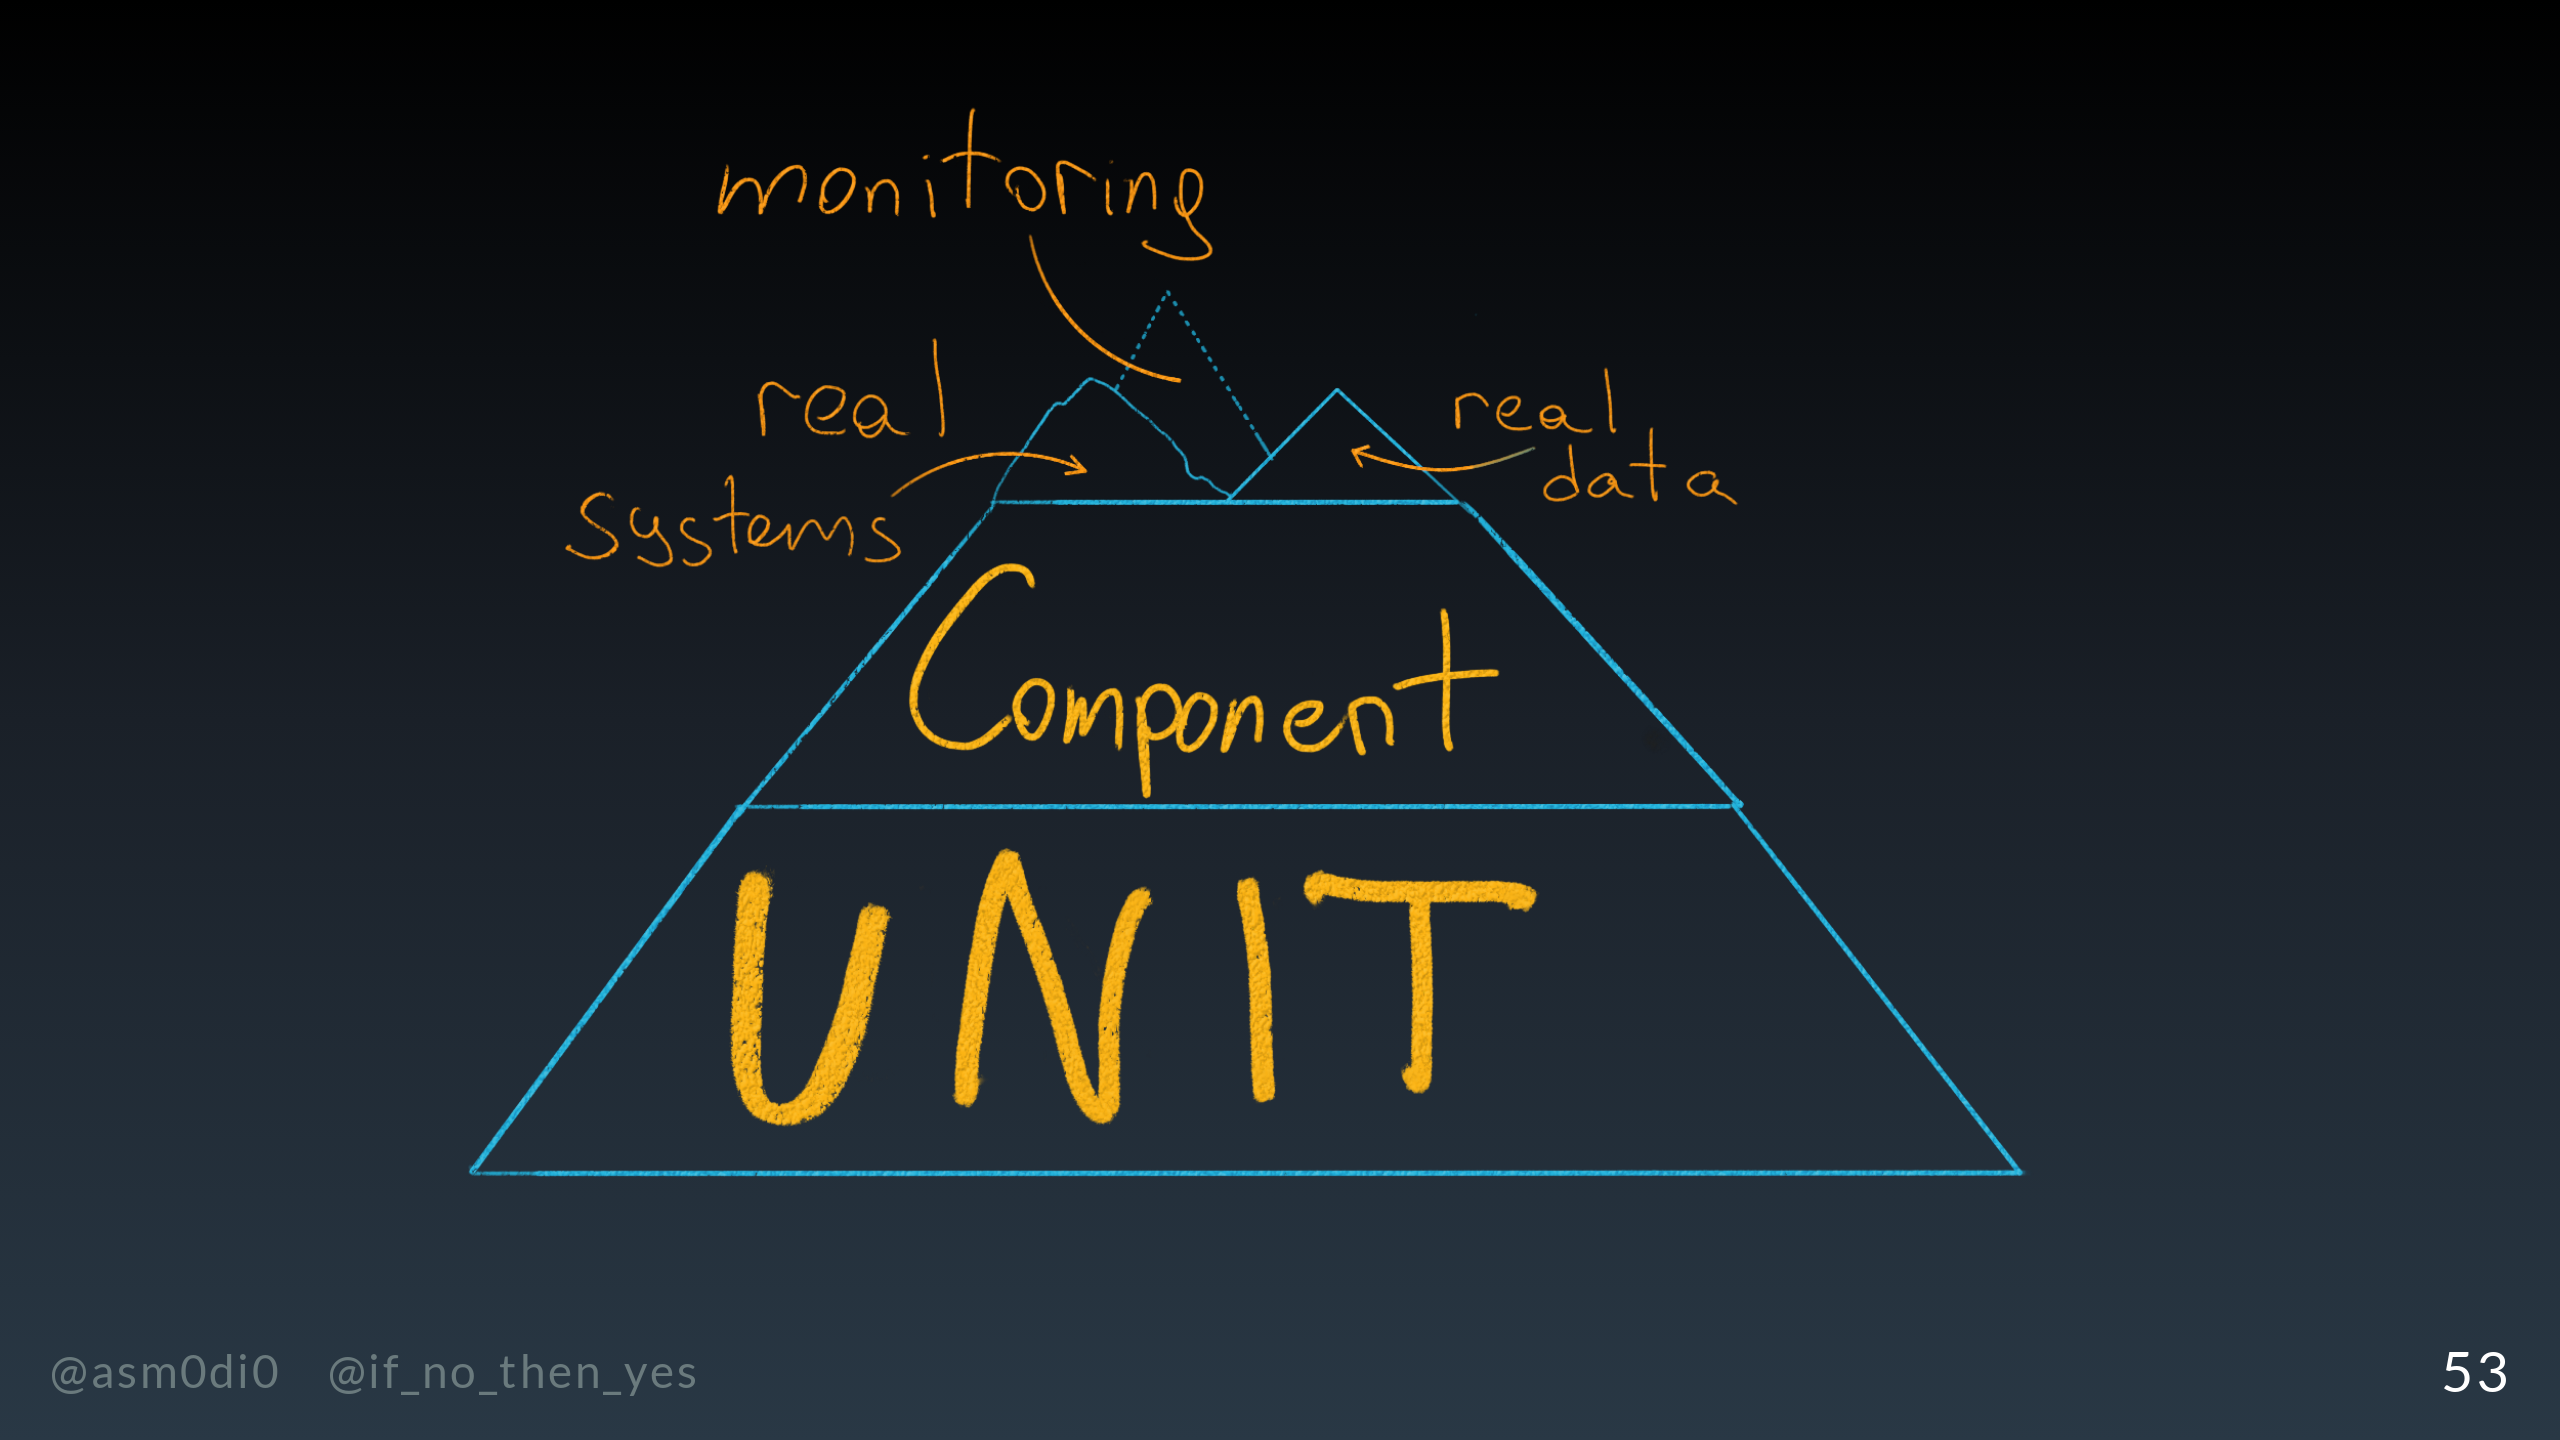 monitoring
real
systems
real
data
Component
UNIT
@asm0di0 @if_no_then_yes
53